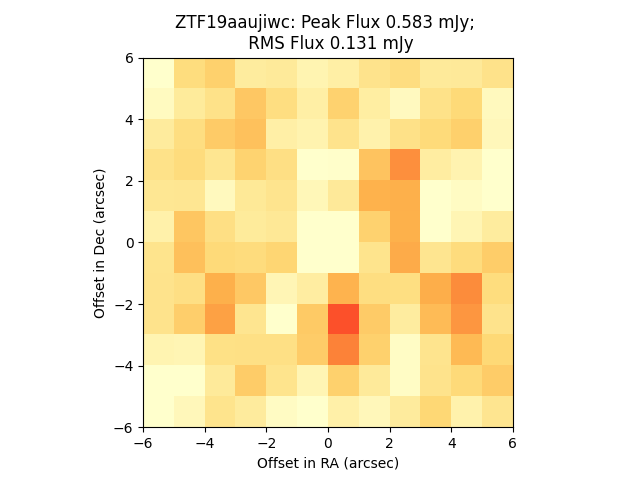 ZTF19aaujiwc: Peak Flux 0.583 mJy;
RMS Flux 0.131 mJy
6
4
2
0
−2
−4
−6
Offset in Dec (arcsec)
−6 −4 −2 0 2 4 6
Offset in RA (arcsec)